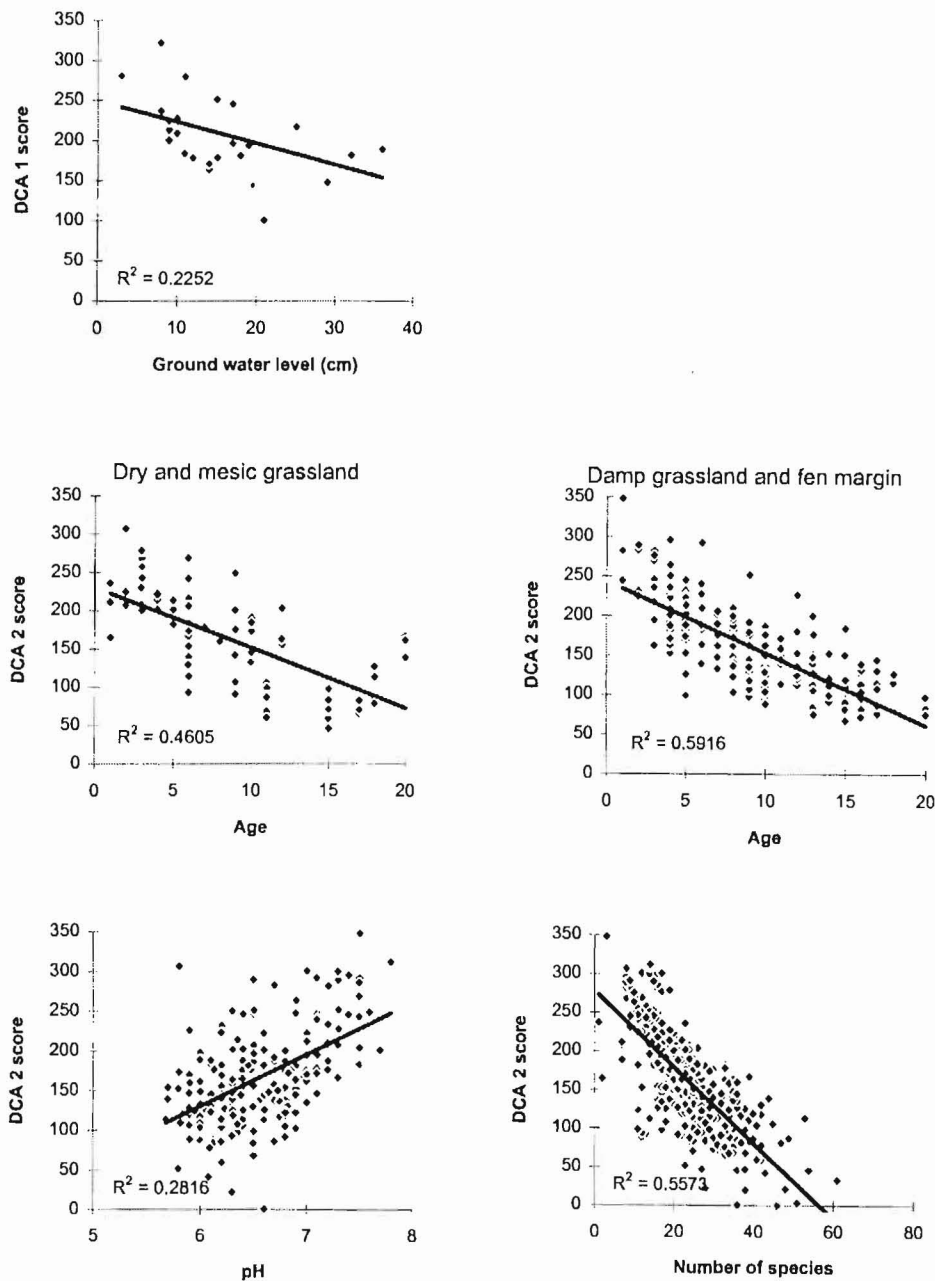 350
300
250
200
150
100
50
0
DCA 1 score
R² = 0.2252
0 10 20 30 40
Ground water level (cm)
Dry and mesic grassland
350
300
250
200
150
100
50
0
DCA 2 score
R² = 0.4605
0 5 10 15 20
Age
Damp grassland and fen margin
350
300
250
200
150
100
50
0
DCA 2 score
R² = 0.5916
0 5 10 15 20
Age
350
300
250
200
150
100
50
0
DCA 2 score
R² = 0.2816
5 6 7 8
pH
350
300
250
200
150
100
50
0
DCA 2 score
R² = 0.5573
0 20 40 60 80
Number of species